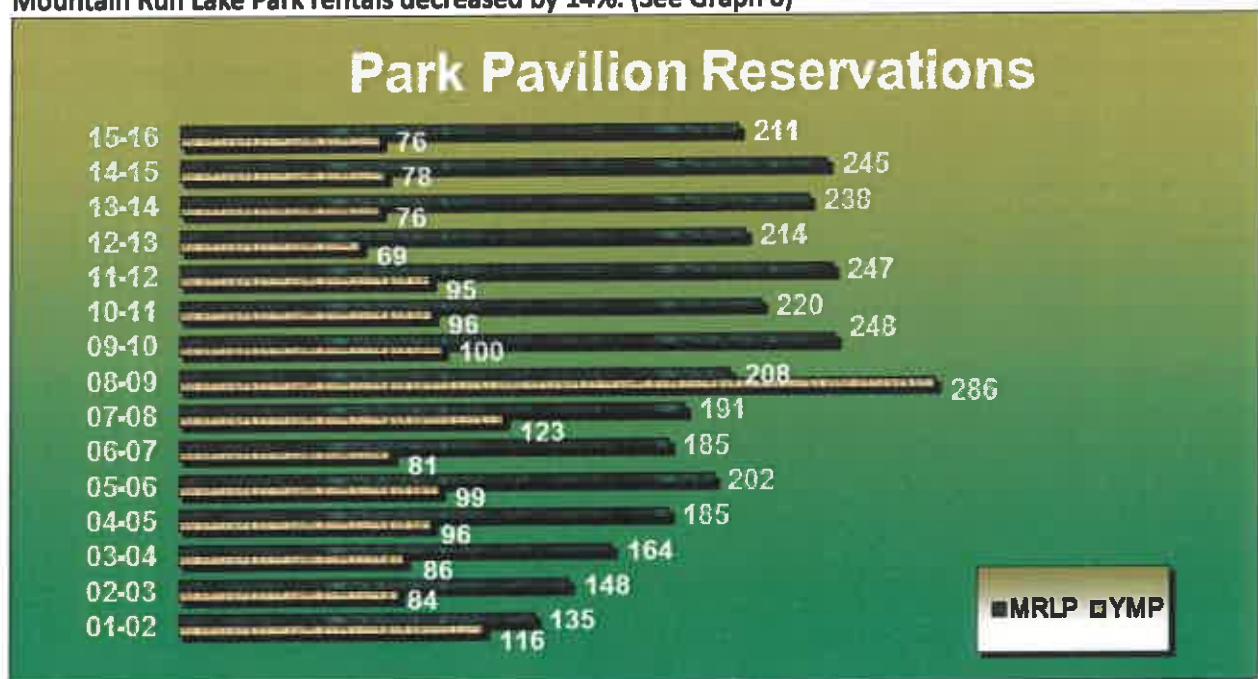 Mountain Run Lake Park rentals decreased by 14%. (See Graph 6)
Park Pavilion Reservations
15-16 76 211
14-15 78 245
13-14 76 238
12-13 69 214
11-12 95 247
10-11 96 220
09-10 100 248
08-09 208 286
07-08 123 191
06-07 81 185
05-06 99 202
04-05 96 185
03-04 86 164
02-03 84 148
01-02 116 135
MRLP YMP